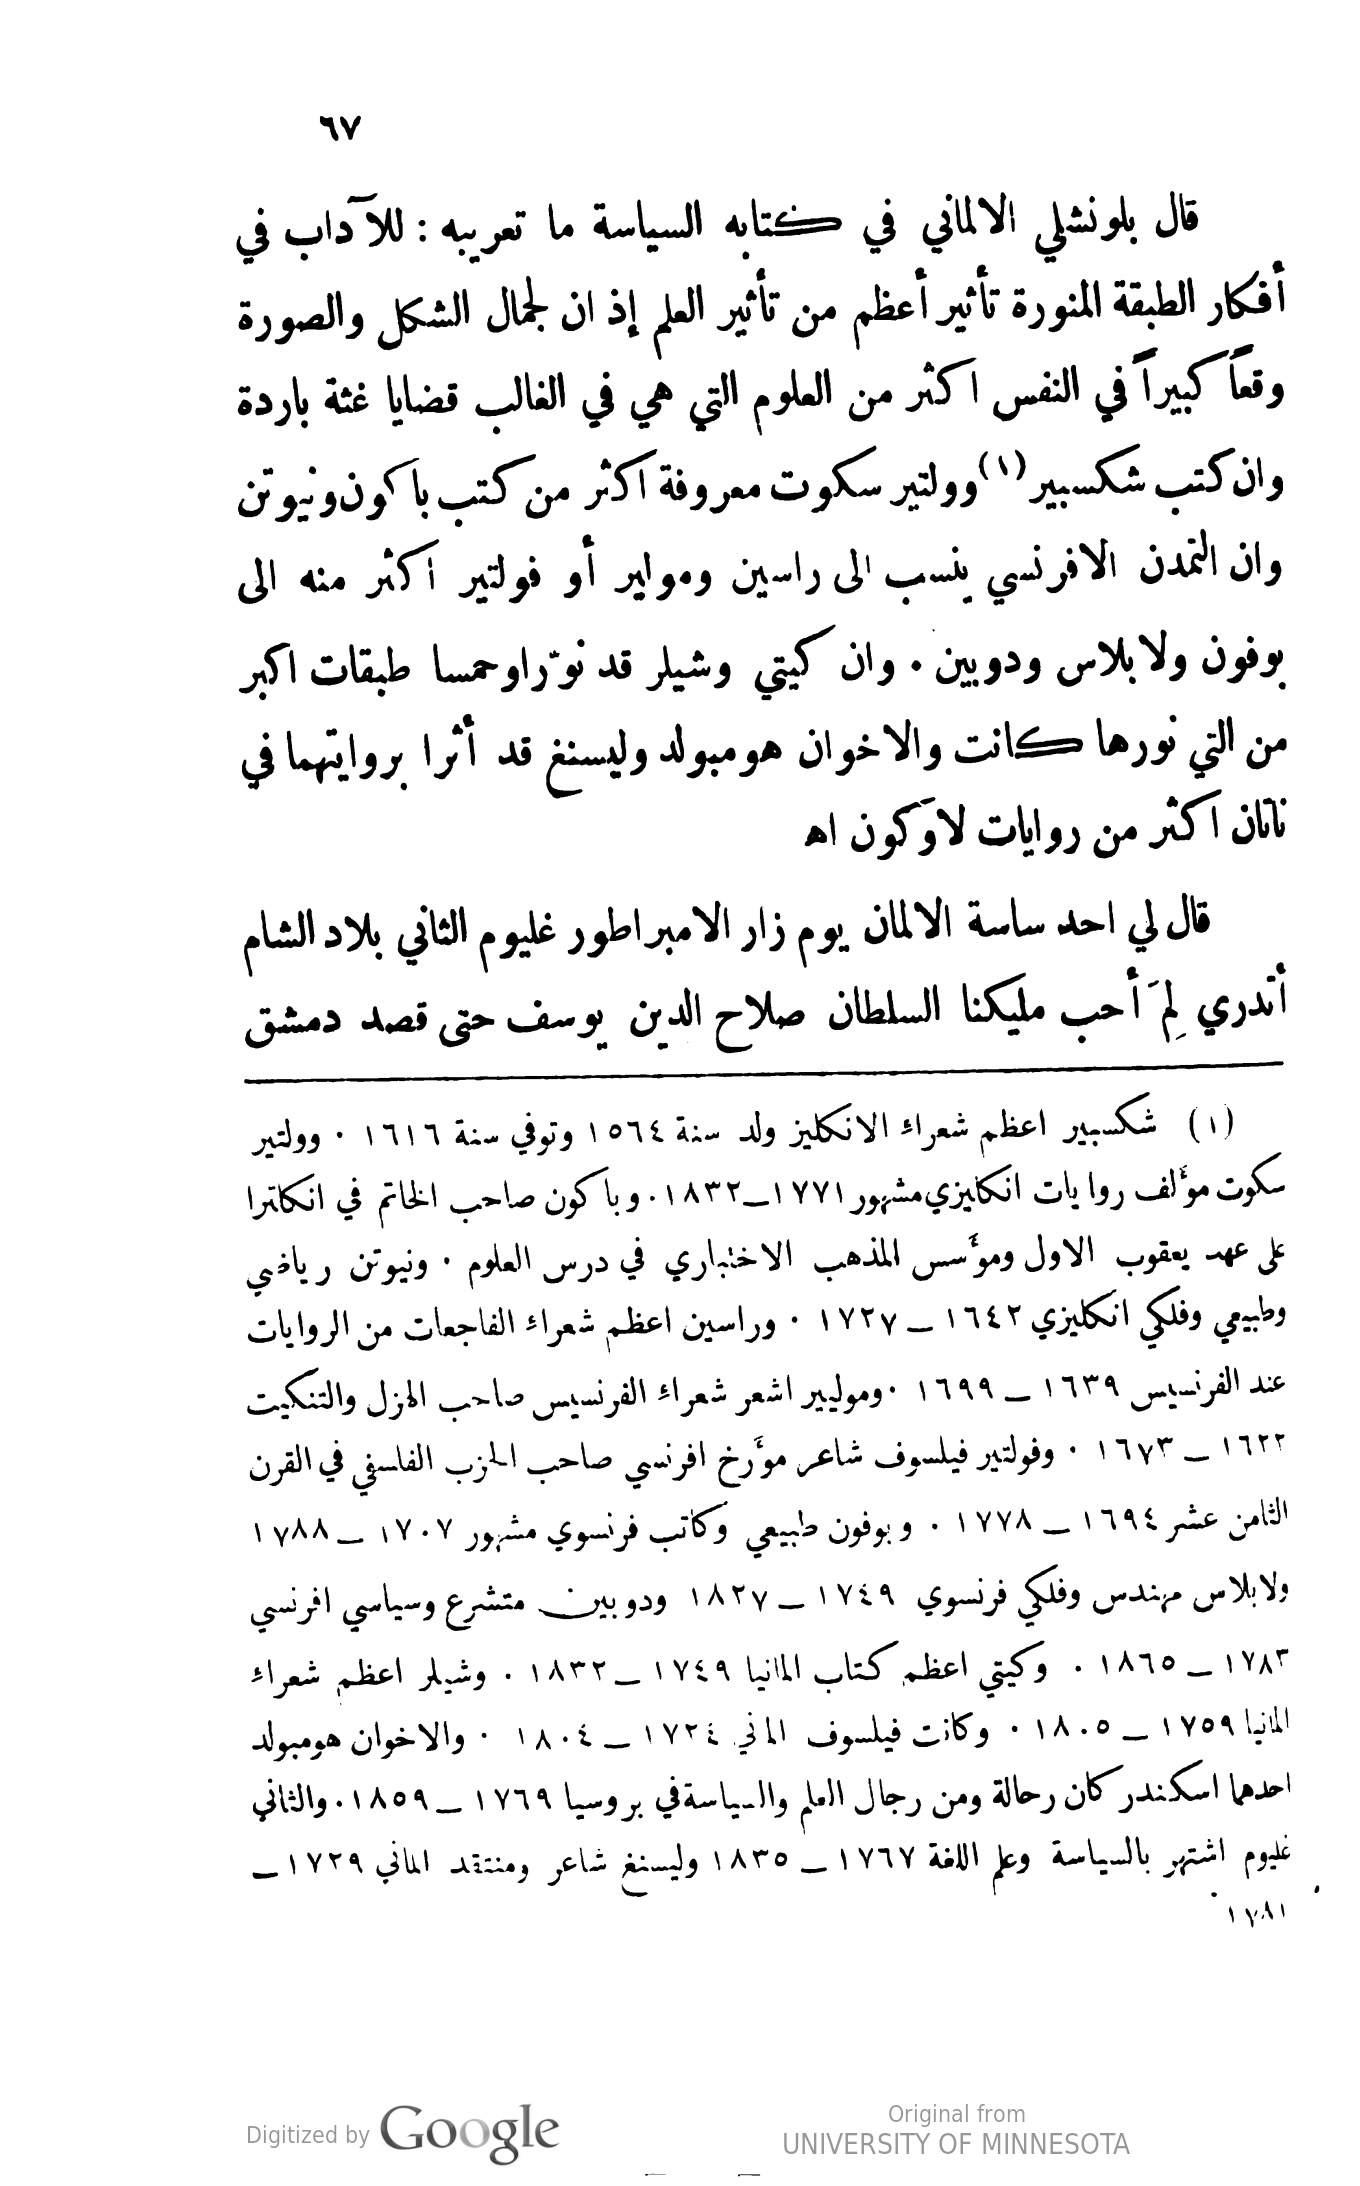 ٦٧
قال بلونشلي الالماني في كتابه السياسة ما تعريبه : للآداب في
أفكار الطبقة المنورة تأثير أعظم من تأثير العلم إذ ان لجمال الشكل والصورة
وقعاً كبيراً في النفس اكثر من العلوم التي هي في الغالب قضايا غثة باردة
وان كتب شكسبير (١) وولتير سكوت معروفة اكثر من كتب باكون ونيوتن
وان التمدن الافرنسي ينسب الى راسين وموليير أو فولتير اكثر منه الى
بوفون ولابلاس ودوبين . وان كيتي وشيلر قد نوّرا وحمسا طبقات اكبر
من التي نورها كانت والاخوان هومبولد وليسنغ قد أثرا بروايتهما في
ناتان اكثر من روايات لاوَكون اه
قال لي احد ساسة الالمان يوم زار الامبراطور غليوم الثاني بلاد الشام
أتدري لِمَ أحب مليكنا السلطان صلاح الدين يوسف حتى قصد دمشق
(١) شكسبير اعظم شعراء الانكليز ولد سنة ١٥٦٤ وتوفي سنة ١٦١٦ . وولتير
سكوت مؤلف روايات انكليزي مشهور ١٧٧١ـ١٨٣٢ . وباكون صاحب الخاتم في انكلترا
على عهد يعقوب الاول ومؤسس المذهب الاختباري في درس العلوم . ونيوتن رياضي
وطبيعي وفلكي انكليزي ١٦٤٢ ـ ١٧٢٧ . وراسين اعظم شعراء الفاجعات من الروايات
عند الفرنسيس ١٦٣٩ ـ ١٦٩٩ . وموليير اشعر شعراء الفرنسيس صاحب الهزل والتنكيت
١٦٢٢ ـ ١٦٧٣ . وفولتير فيلسوف شاعر مؤرخ افرنسي صاحب الحزب الفلسفي في القرن
الثامن عشر ١٦٩٤ ـ ١٧٧٨ . وبوفون طبيعي وكاتب فرنسوي مشهور ١٧٠٧ ـ ١٧٨٨
ولابلاس مهندس وفلكي فرنسوي ١٧٤٩ ـ ١٨٢٧ ودوبين متشرع وسياسي افرنسي
١٧٨٣ ـ ١٨٦٥ . وكيتي اعظم كتاب المانيا ١٧٤٩ ـ ١٨٣٢ . وشيلر اعظم شعراء
المانيا ١٧٥٩ ـ ١٨٠٥ . وكانت فيلسوف الماني ١٧٢٤ ـ ١٨٠٤ . والاخوان هومبولد
احدهما اسكندر كان رحالة ومن رجال العلم والسياسة في بروسيا ١٧٦٩ ـ ١٨٥٩ . والثاني
غليوم اشتهر بالسياسة وعلم اللغة ١٧٦٧ ـ ١٨٣٥ وليسنغ شاعر ومنتقد الماني ١٧٢٩ ـ
١٧٨١
Digitized by Google
Original from
UNIVERSITY OF MINNESOTA